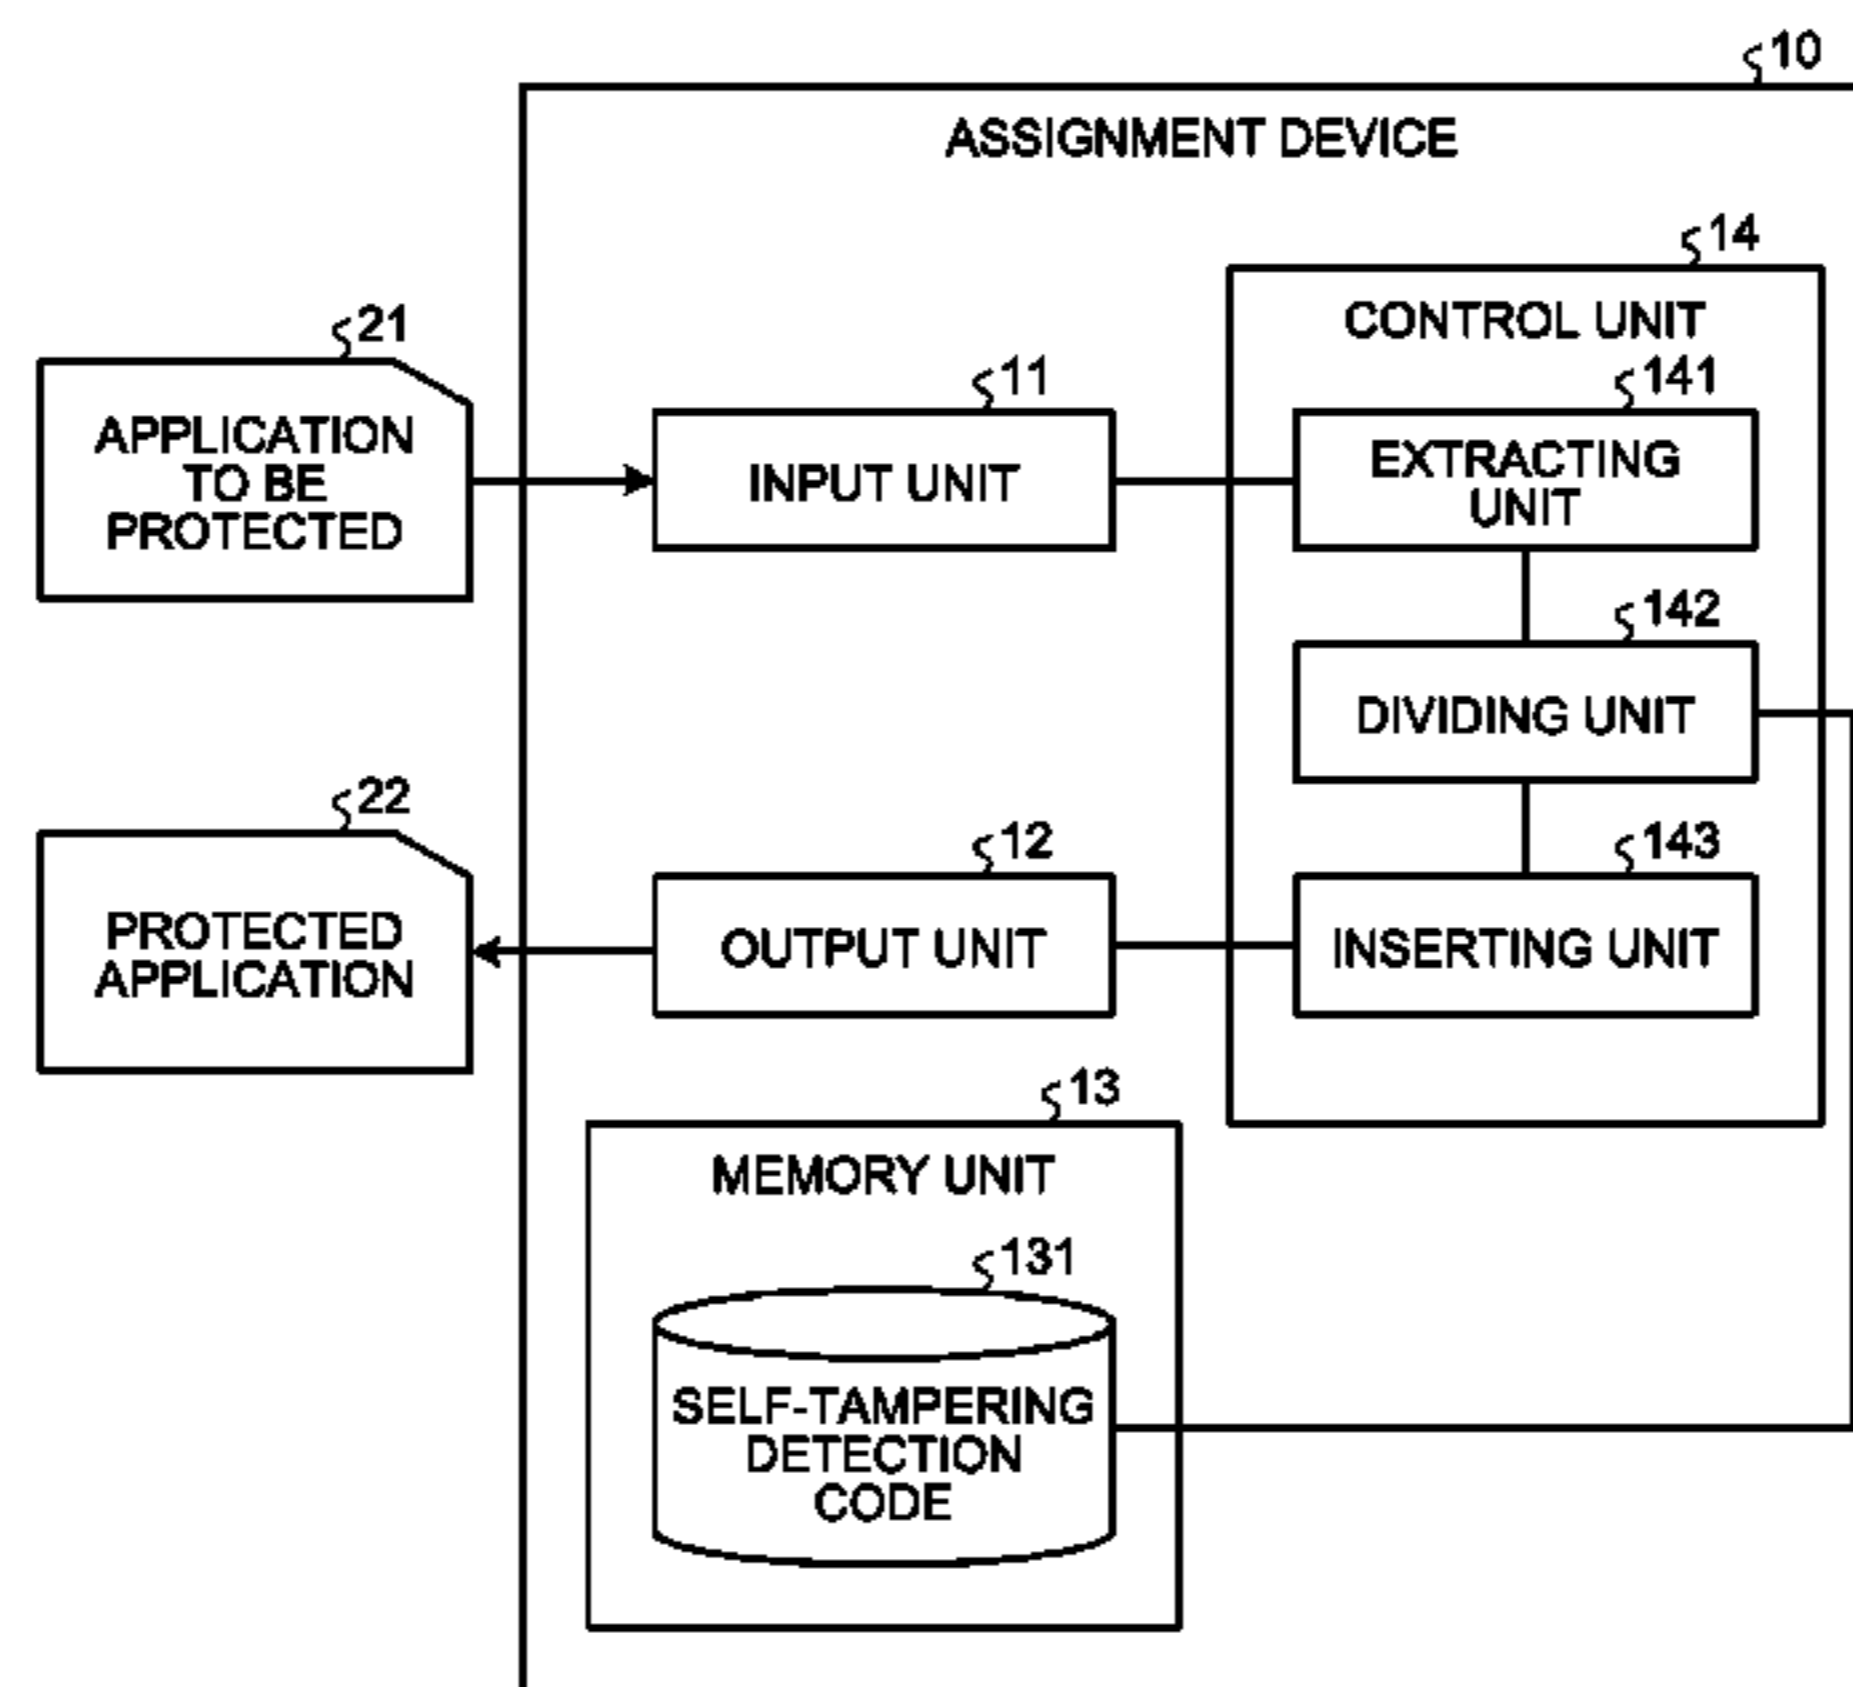 10
ASSIGNMENT DEVICE
14
CONTROL UNIT
21
APPLICATION
TO BE
PROTECTED
11
INPUT UNIT
141
EXTRACTING
UNIT
142
DIVIDING UNIT
22
PROTECTED
APPLICATION
12
OUTPUT UNIT
143
INSERTING UNIT
13
MEMORY UNIT
131
SELF-TAMPERING
DETECTION
CODE